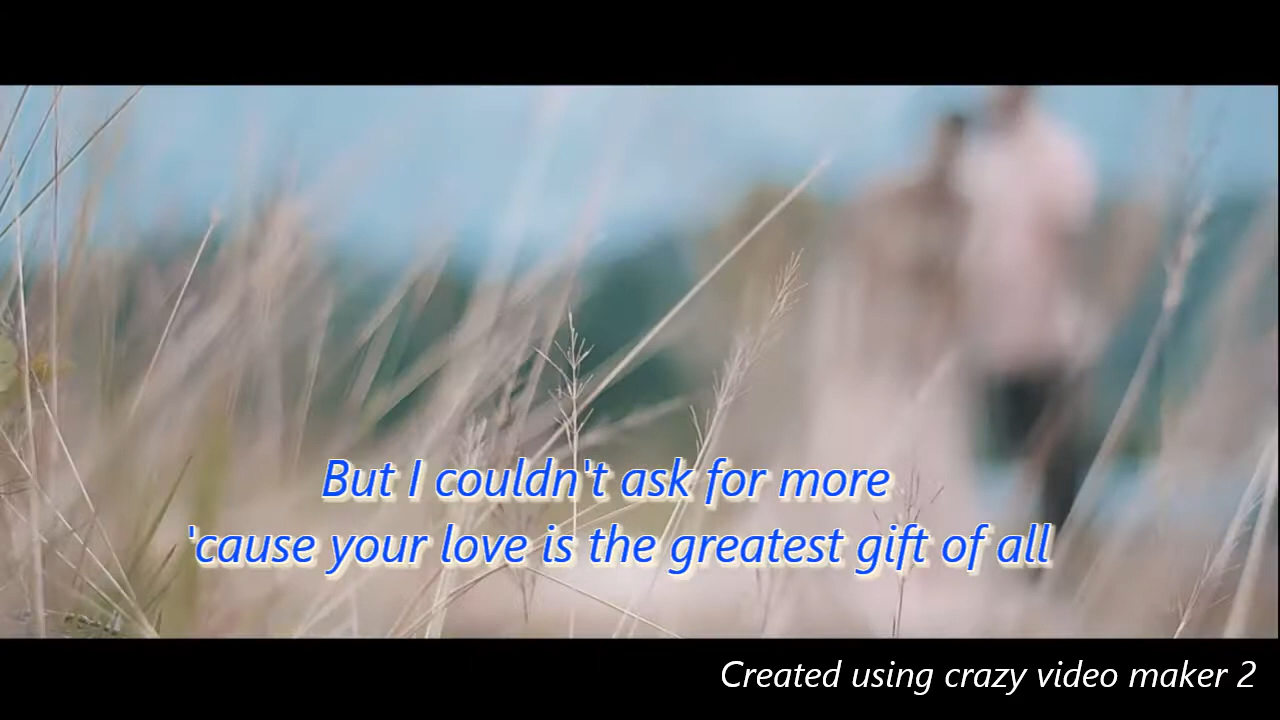 But I couldn't ask for more
'cause your love is the greatest gift of all
Created using crazy video maker 2